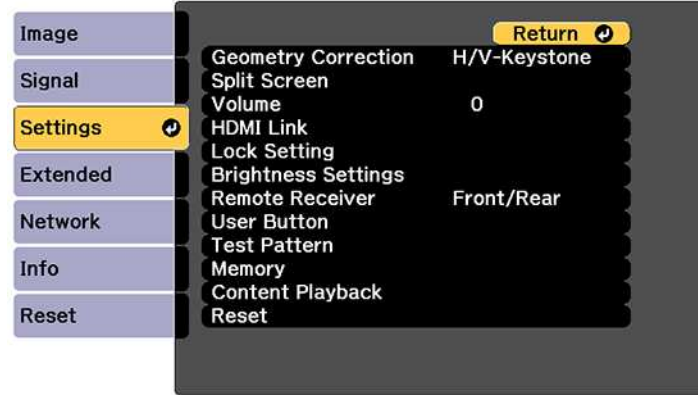 Image
Signal
Settings
Extended
Network
Info
Reset
Return
Geometry Correction H/V-Keystone
Split Screen
Volume 0
HDMI Link
Lock Setting
Brightness Settings
Remote Receiver Front/Rear
User Button
Test Pattern
Memory
Content Playback
Reset